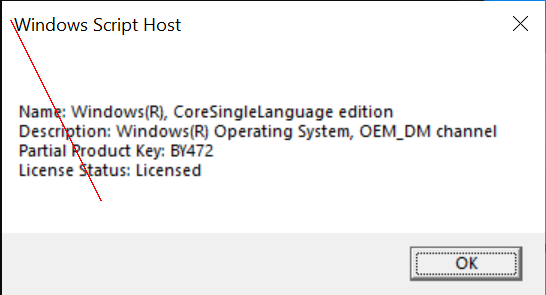 Windows Script Host
Name: Windows(R), CoreSingleLanguage edition
Description: Windows(R) Operating System, OEM_DM channel
Partial Product Key: BY472
License Status: Licensed
OK